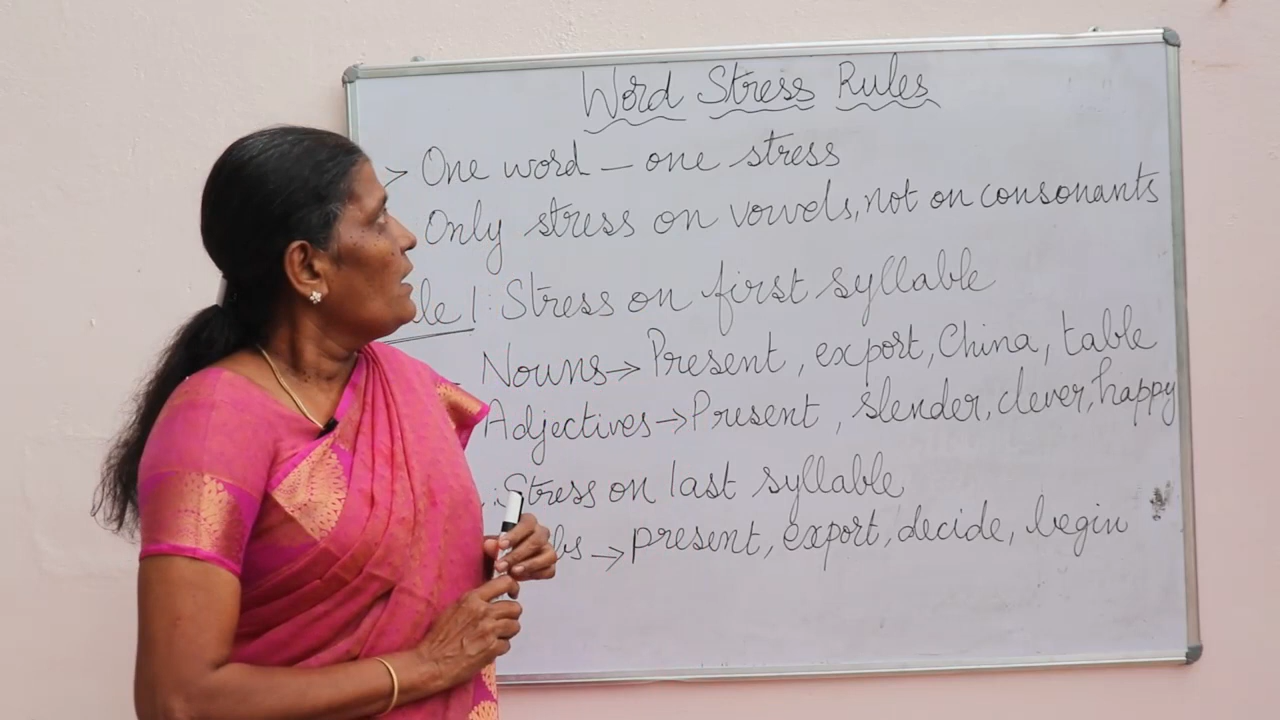 Word Stress Rules
> One word – one stress
Only stress on vowels, not on consonants
le 1: Stress on first syllable
Nouns → Present, export, China, table
Adjectives → Present, slender, clever, happy
: Stress on last syllable
bs → present, export, decide, begin